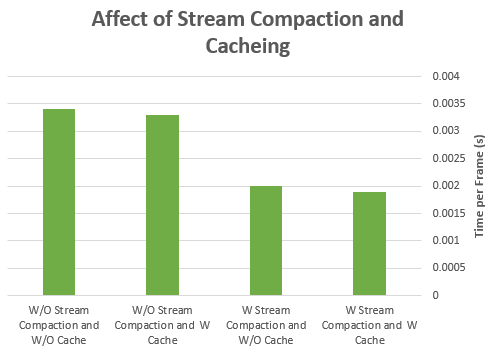 Affect of Stream Compaction and
Cacheing
0.004
0.0035
0.003
0.0025
0.002
0.0015
0.001
0.0005
0
Time per Frame (s)
W/O Stream
Compaction and
W/O Cache
W/O Stream
Compaction and W
Cache
W Stream
Compaction and
W/O Cache
W Stream
Compaction and W
Cache